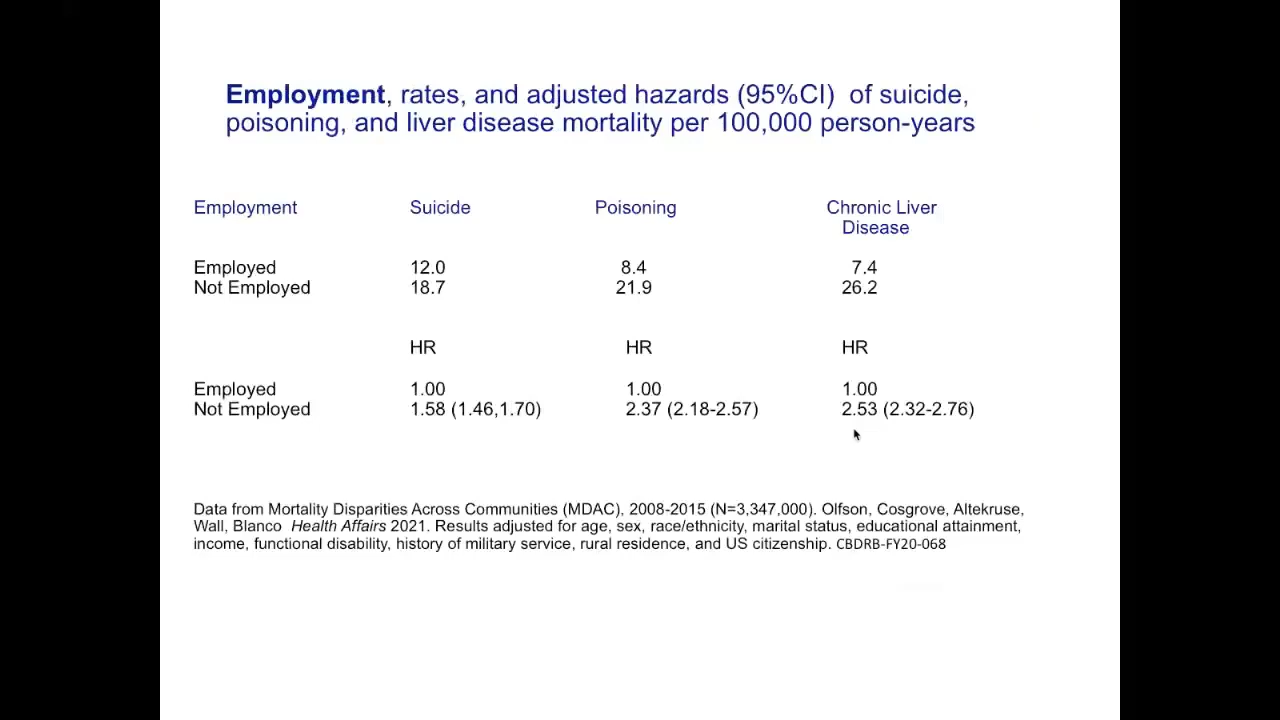 Employment, rates, and adjusted hazards (95%CI) of suicide,
poisoning, and liver disease mortality per 100,000 person-years
Employment Suicide Poisoning Chronic Liver
Disease
Employed 12.0 8.4 7.4
Not Employed 18.7 21.9 26.2
HR HR HR
Employed 1.00 1.00 1.00
Not Employed 1.58 (1.46,1.70) 2.37 (2.18-2.57) 2.53 (2.32-2.76)
Data from Mortality Disparities Across Communities (MDAC), 2008-2015 (N=3,347,000). Olfson, Cosgrove, Altekruse,
Wall, Blanco Health Affairs 2021. Results adjusted for age, sex, race/ethnicity, marital status, educational attainment,
income, functional disability, history of military service, rural residence, and US citizenship. CBDRB-FY20-068